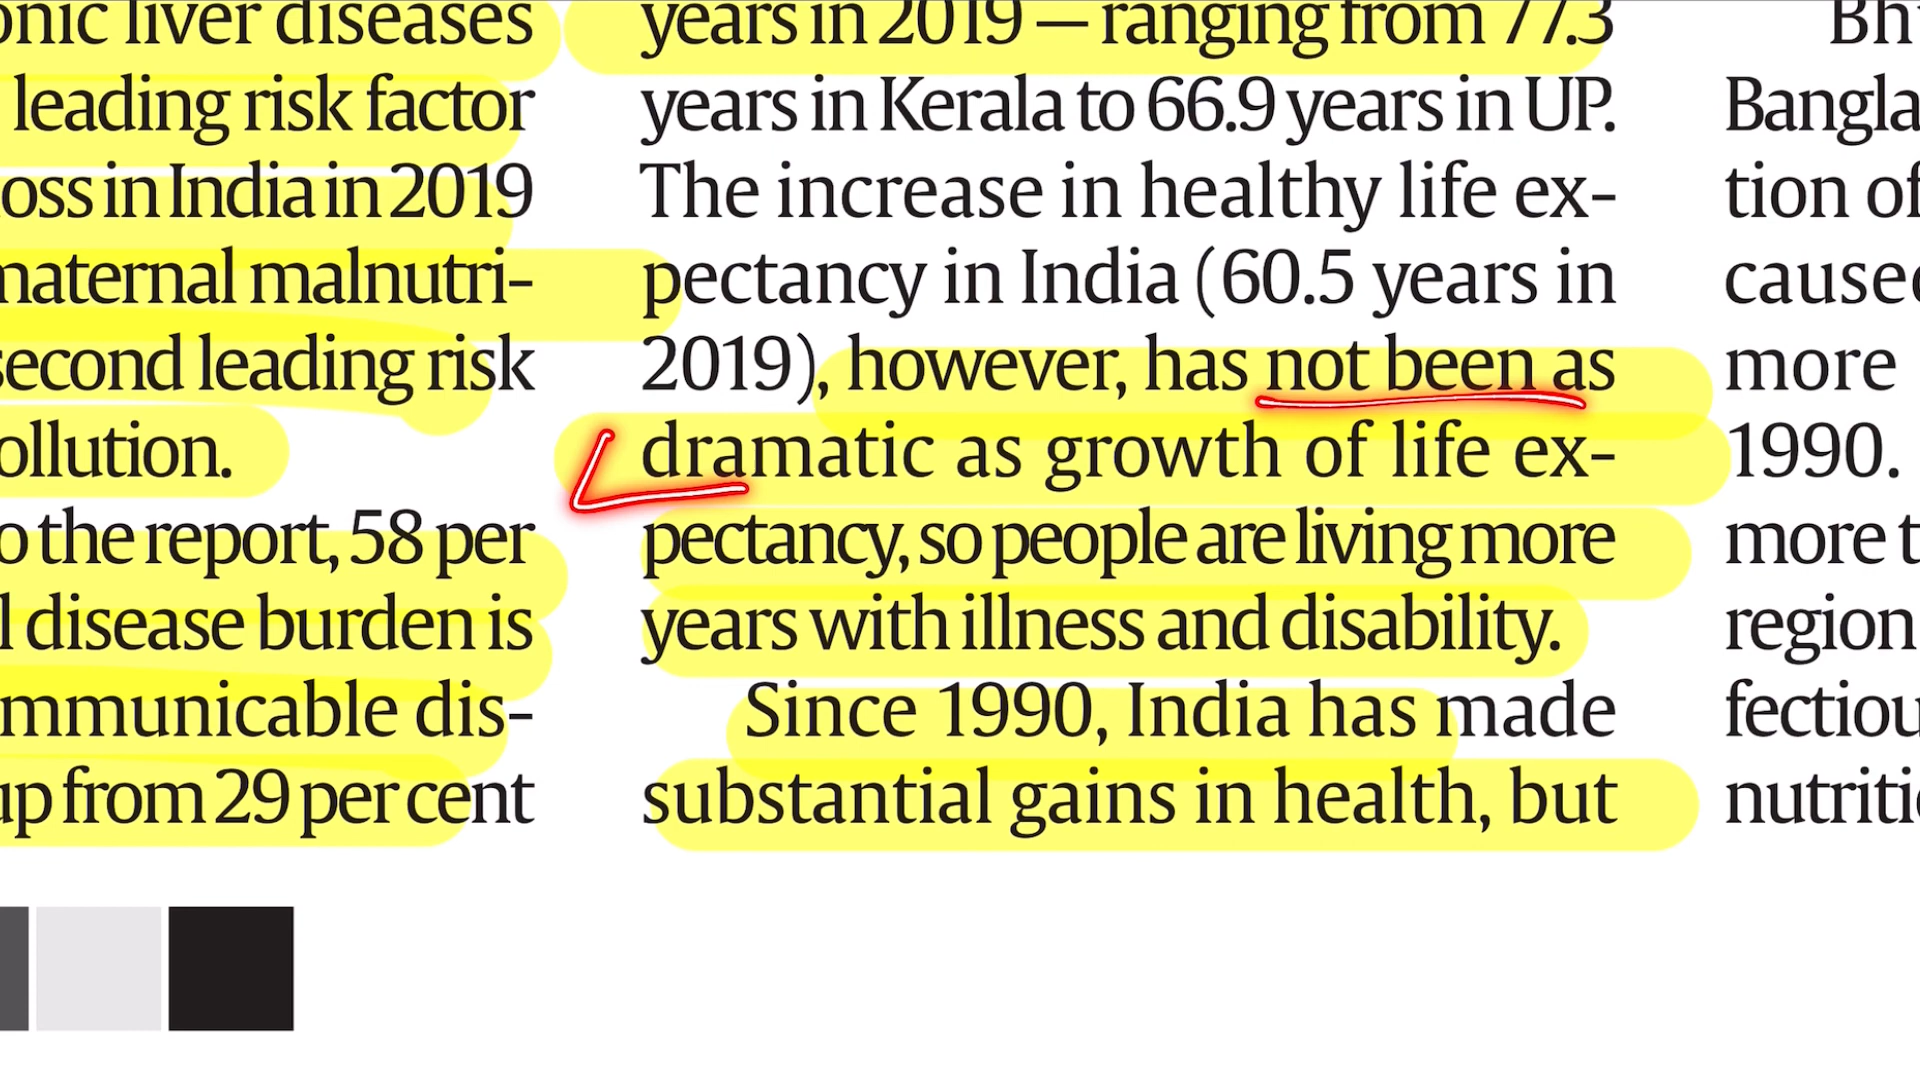 onic liver diseases
leading risk factor
oss in India in 2019
maternal malnutri-
second leading risk
ollution.
o the report, 58 per
l disease burden is
mmunicable dis-
up from 29 per cent
years in 2019 — ranging from 77.3
years in Kerala to 66.9 years in UP.
The increase in healthy life ex-
pectancy in India (60.5 years in
2019), however, has not been as
dramatic as growth of life ex-
pectancy, so people are living more
years with illness and disability.
Since 1990, India has made
substantial gains in health, but
Bh
Bangla
tion of
caused
more
1990.
more t
region
fectiou
nutriti